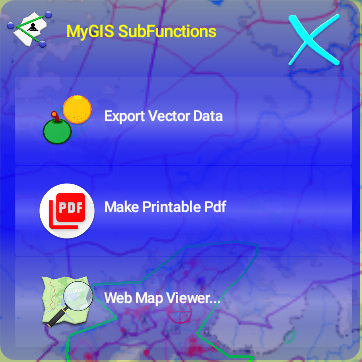 MyGIS SubFunctions
Export Vector Data
PDF
Make Printable Pdf
Web Map Viewer...